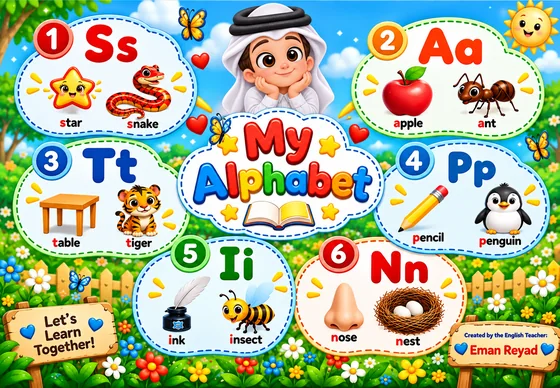 1 Ss
star snake
2 Aa
apple ant
My
Alphabet
3 Tt
table tiger
4 Pp
pencil penguin
5 Ii
ink insect
6 Nn
nose nest
Let's
Learn
Together!
Created by the English Teacher:
Eman Reyad